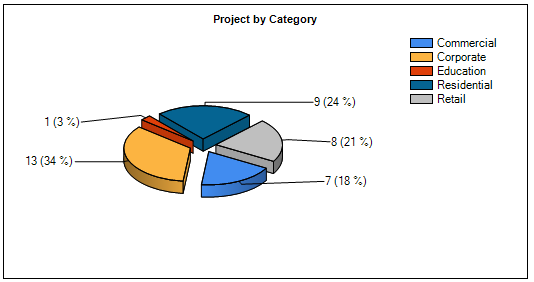 Project by Category
Commercial
Corporate
Education
Residential
Retail
9 (24 %)
1 (3 %)
8 (21 %)
13 (34 %)
7 (18 %)